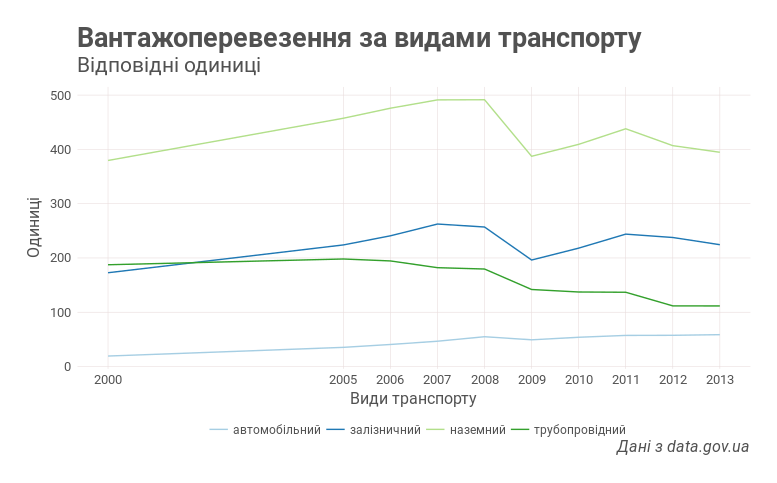 Вантажоперевезення за видами транспорту
Відповідні одиниці
Одиниці
500
400
300
200
100
0
2000 2005 2006 2007 2008 2009 2010 2011 2012 2013
Види транспорту
автомобільний залізничний наземний трубопровідний
Дані з data.gov.ua